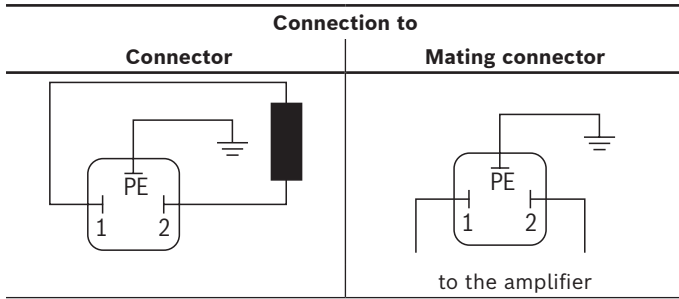 Connection to
Connector
Mating connector
PE
1 2
PE
1 2
to the amplifier